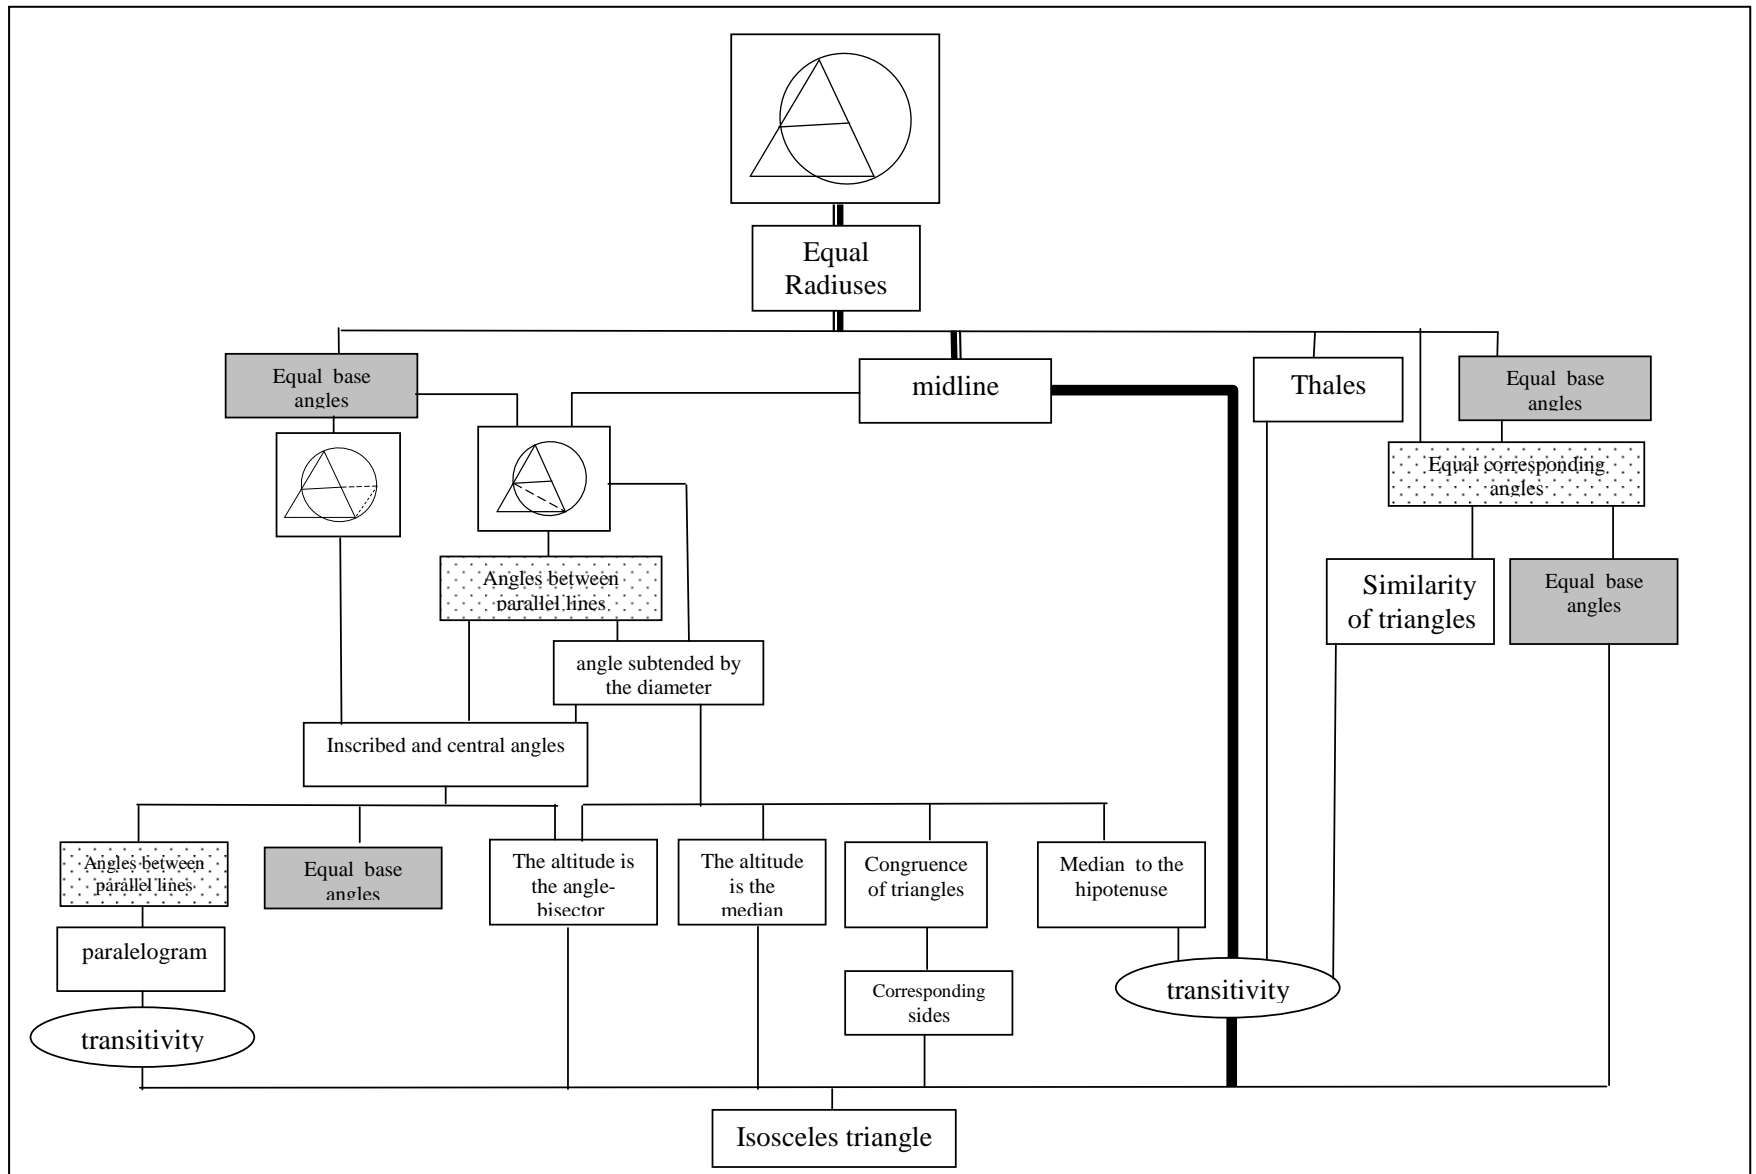 Equal
Radiuses
Equal base
angles
midline
Thales
Equal base
angles
Equal corresponding
angles
Angles between
parallel lines
Similarity
of triangles
Equal base
angles
angle subtended by
the diameter
Inscribed and central angles
Angles between
parallel lines
Equal base
angles
The altitude is
the angle-
bisector
The altitude
is the
median
Congruence
of triangles
Median to the
hipotenuse
paralelogram
Corresponding
sides
transitivity
transitivity
Isosceles triangle